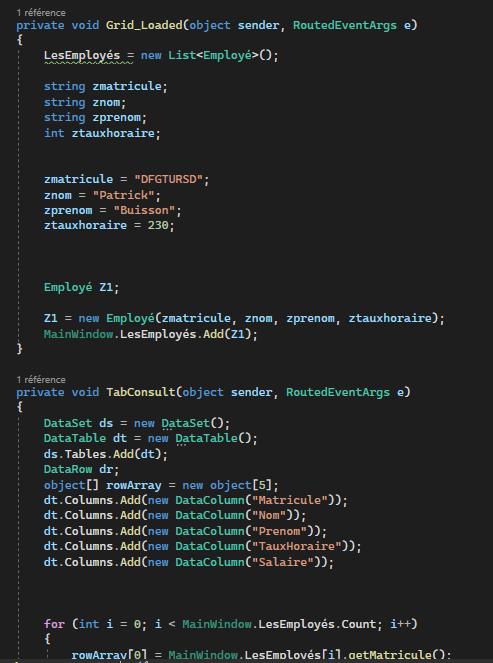 1 référence
private void Grid_Loaded(object sender, RoutedEventArgs e)
{
LesEmployés = new List<Employé>();
string zmatricule;
string znom;
string zprenom;
int ztauxhoraire;
zmatricule = "DFGTURSD";
znom = "Patrick";
zprenom = "Buisson";
ztauxhoraire = 230;
Employé Z1;
Z1 = new Employé(zmatricule, znom, zprenom, ztauxhoraire);
MainWindow.LesEmployés.Add(Z1);
}
1 référence
private void TabConsult(object sender, RoutedEventArgs e)
{
DataSet ds = new DataSet();
DataTable dt = new DataTable();
ds.Tables.Add(dt);
DataRow dr;
object[] rowArray = new object[5];
dt.Columns.Add(new DataColumn("Matricule"));
dt.Columns.Add(new DataColumn("Nom"));
dt.Columns.Add(new DataColumn("Prenom"));
dt.Columns.Add(new DataColumn("TauxHoraire"));
dt.Columns.Add(new DataColumn("Salaire"));
for (int i = 0; i < MainWindow.LesEmployés.Count; i++)
{
rowArray[0] = MainWindow.LesEmployés[i].getMatricule();